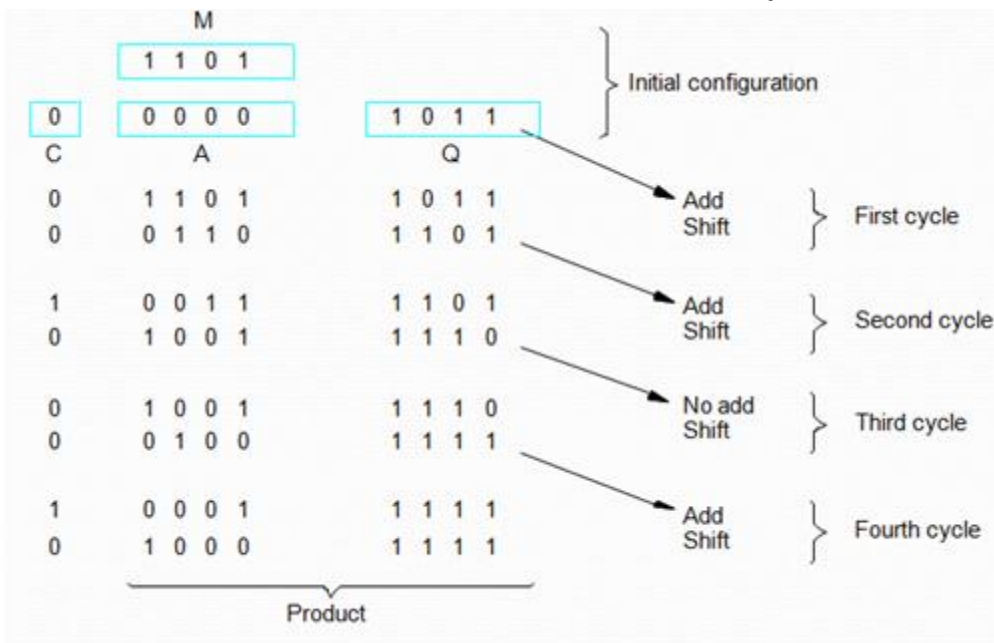 M
1 1 0 1
Initial configuration
0 0 0 0 0 1 0 1 1
C A Q
0 1 1 0 1 1 0 1 1 Add
First cycle
0 0 1 1 0 1 1 0 1 Shift
1 0 0 1 1 1 1 0 1 Add
Second cycle
0 1 0 0 1 1 1 1 0 Shift
0 1 0 0 1 1 1 1 0 No add
Third cycle
0 0 1 0 0 1 1 1 1 Shift
1 0 0 0 1 1 1 1 1 Add
Fourth cycle
0 1 0 0 0 1 1 1 1 Shift
Product